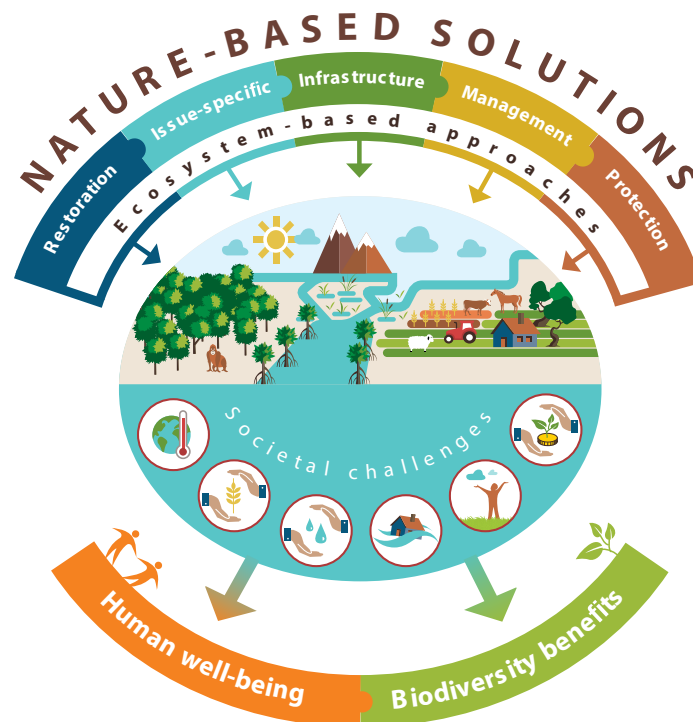 NATURE-BASED SOLUTIONS
Restoration
Issue-specific
Infrastructure
Management
Protection
Ecosystem-based approaches
Societal challenges
Human well-being
Biodiversity benefits